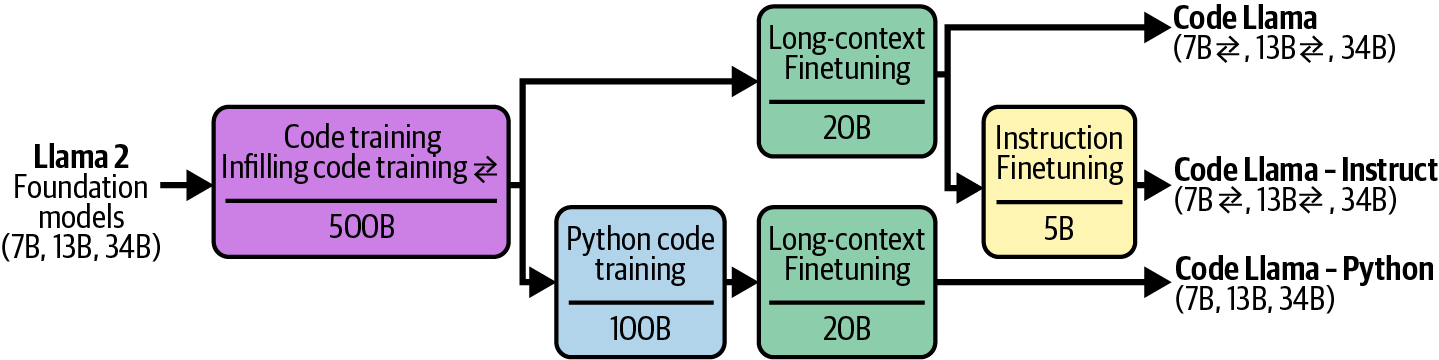 Llama 2
Foundation
models
(7B, 13B, 34B)
Code training
Infilling code training ⇄
500B
Python code
training
100B
Long-context
Finetuning
20B
Long-context
Finetuning
20B
Instruction
Finetuning
5B
Code Llama
(7B⇄, 13B⇄, 34B)
Code Llama – Instruct
(7B⇄, 13B⇄, 34B)
Code Llama – Python
(7B, 13B, 34B)